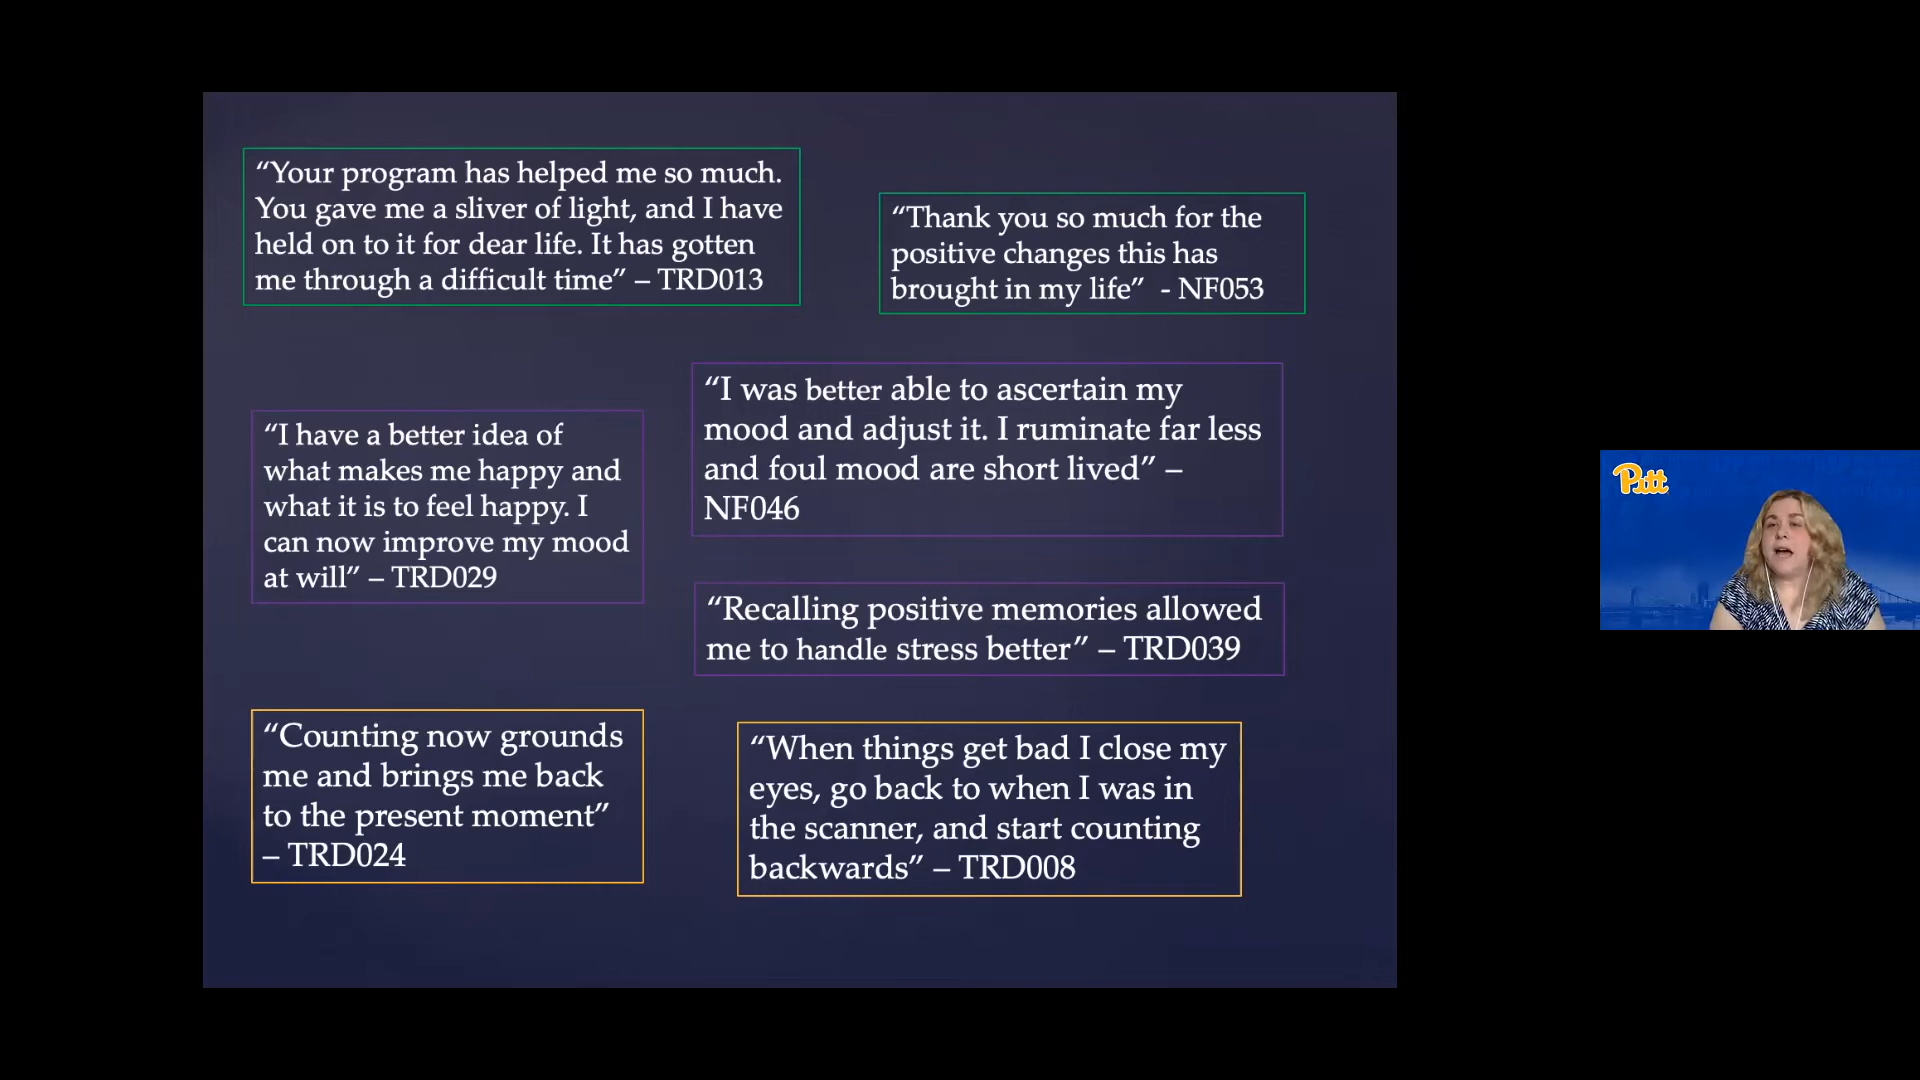 “Your program has helped me so much.
You gave me a sliver of light, and I have
held on to it for dear life. It has gotten
me through a difficult time” – TRD013
“Thank you so much for the
positive changes this has
brought in my life”  - NF053
“I have a better idea of
what makes me happy and
what it is to feel happy. I
can now improve my mood
at will” – TRD029
“I was better able to ascertain my
mood and adjust it. I ruminate far less
and foul mood are short lived” –
NF046
“Recalling positive memories allowed
me to handle stress better” – TRD039
“Counting now grounds
me and brings me back
to the present moment”
– TRD024
“When things get bad I close my
eyes, go back to when I was in
the scanner, and start counting
backwards” – TRD008
Pitt